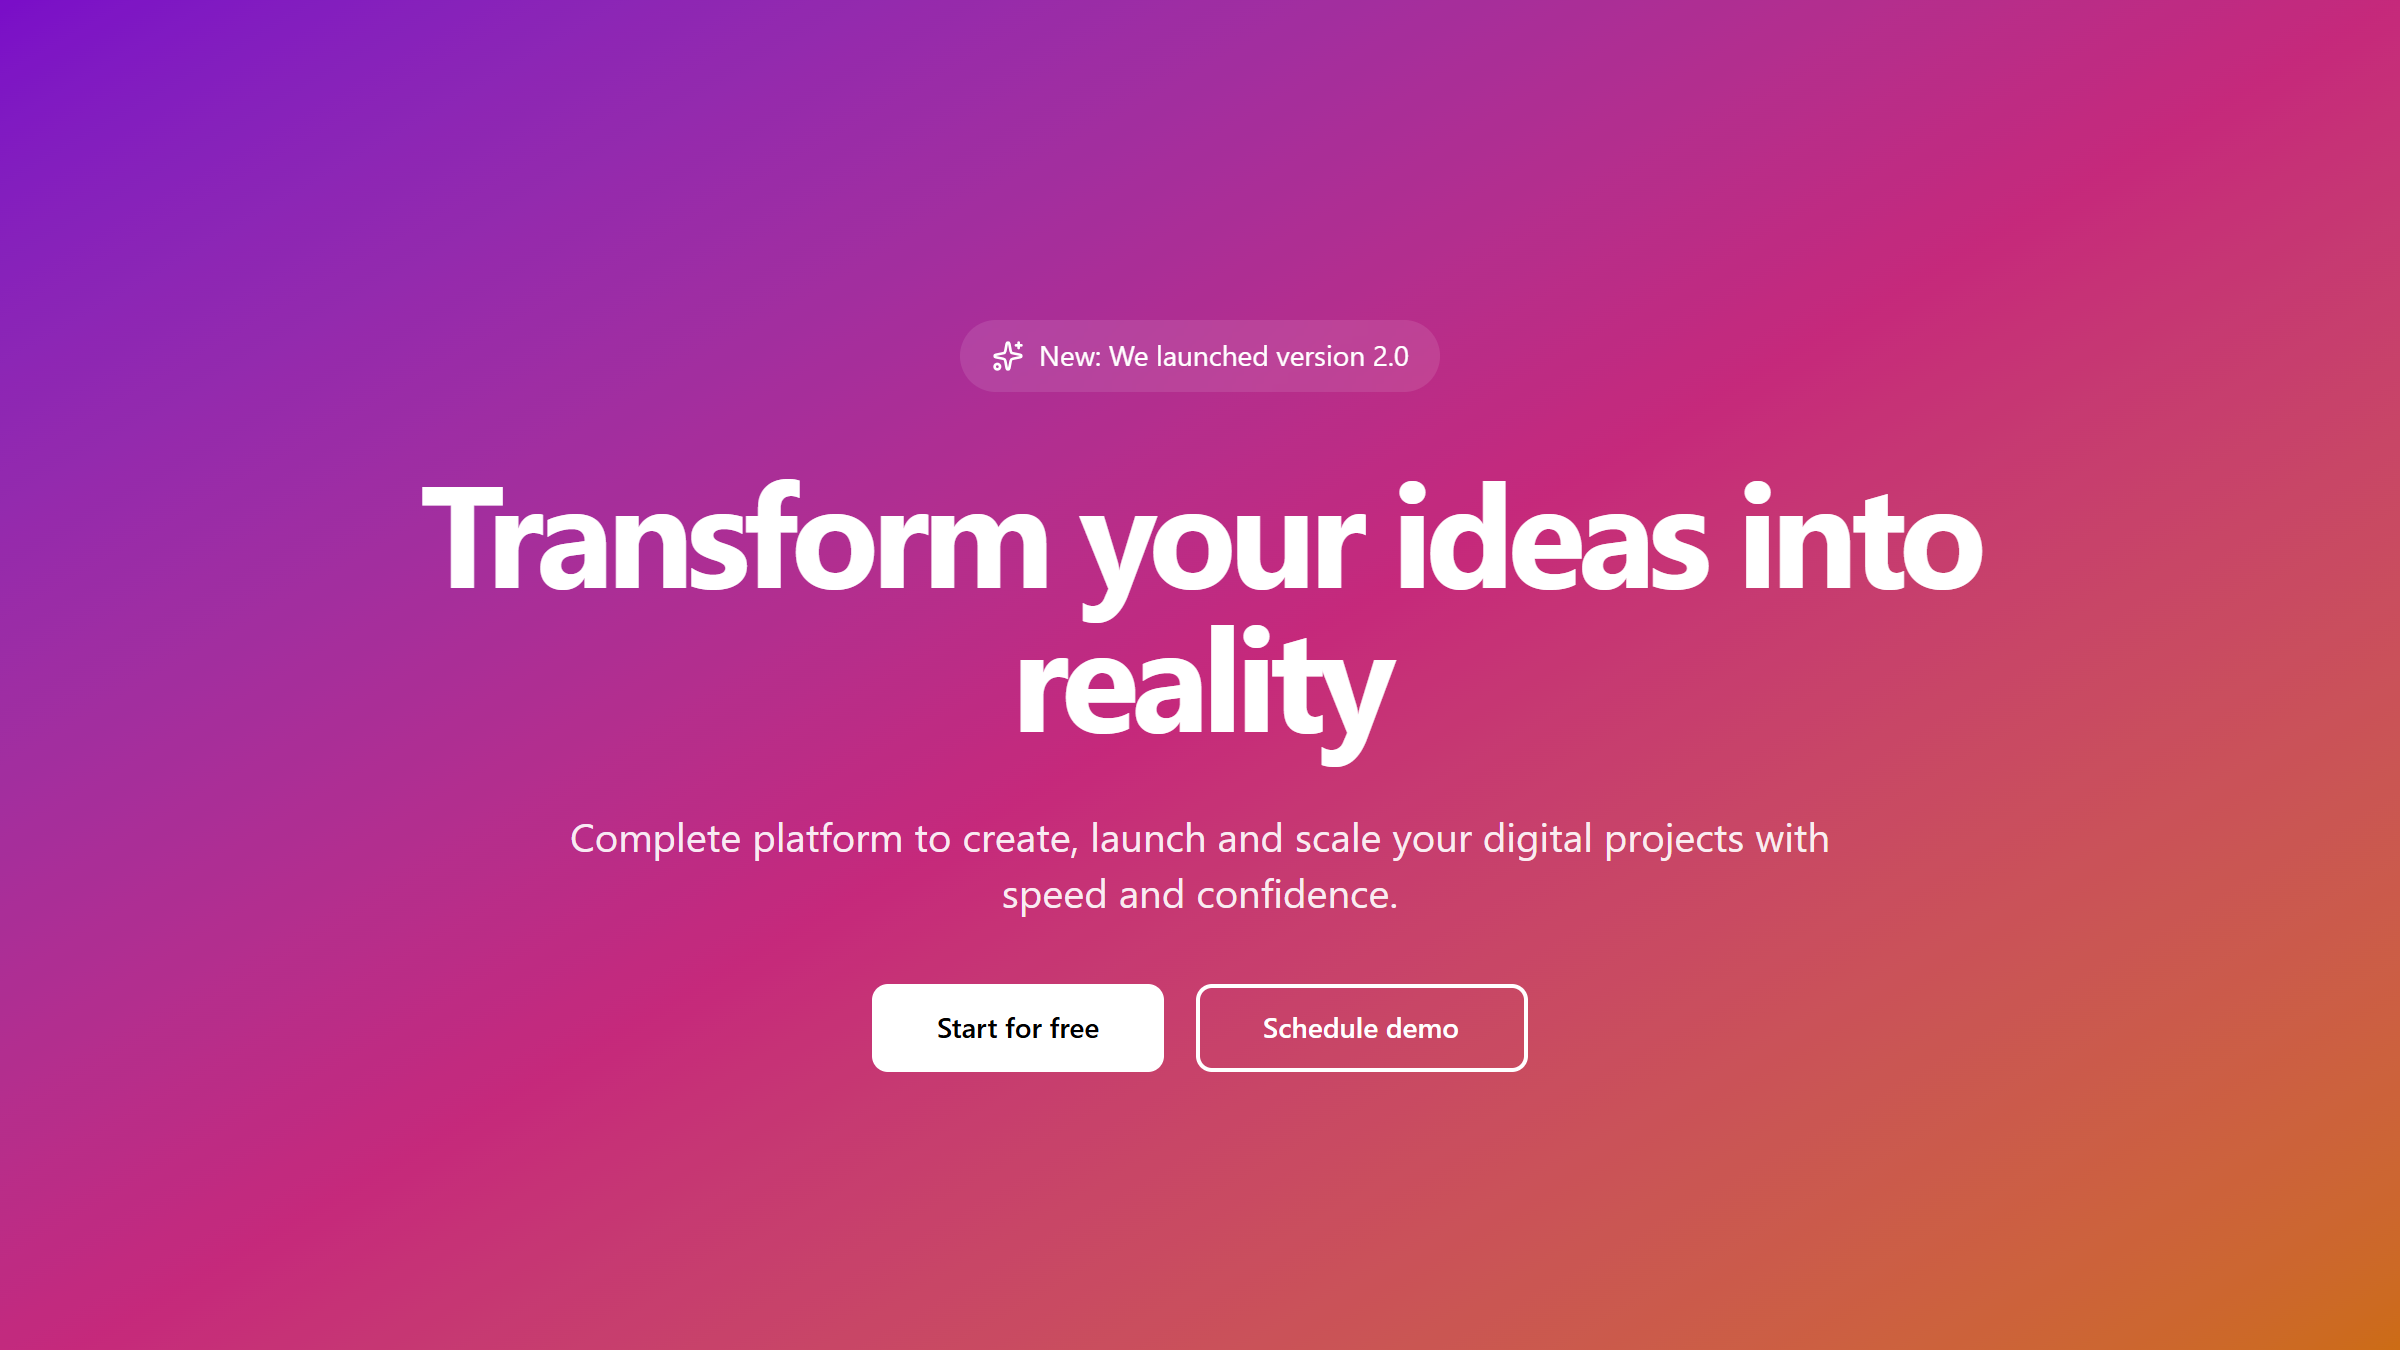 New: We launched version 2.0
Transform your ideas into
reality
Complete platform to create, launch and scale your digital projects with
speed and confidence.
Start for free
Schedule demo